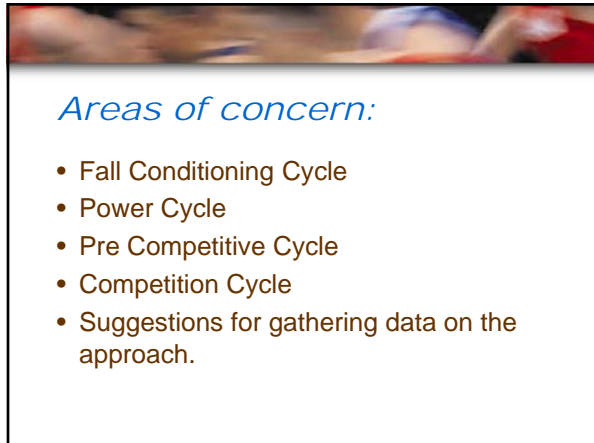 Areas of concern:
• Fall Conditioning Cycle
• Power Cycle
• Pre Competitive Cycle
• Competition Cycle
• Suggestions for gathering data on the
approach.